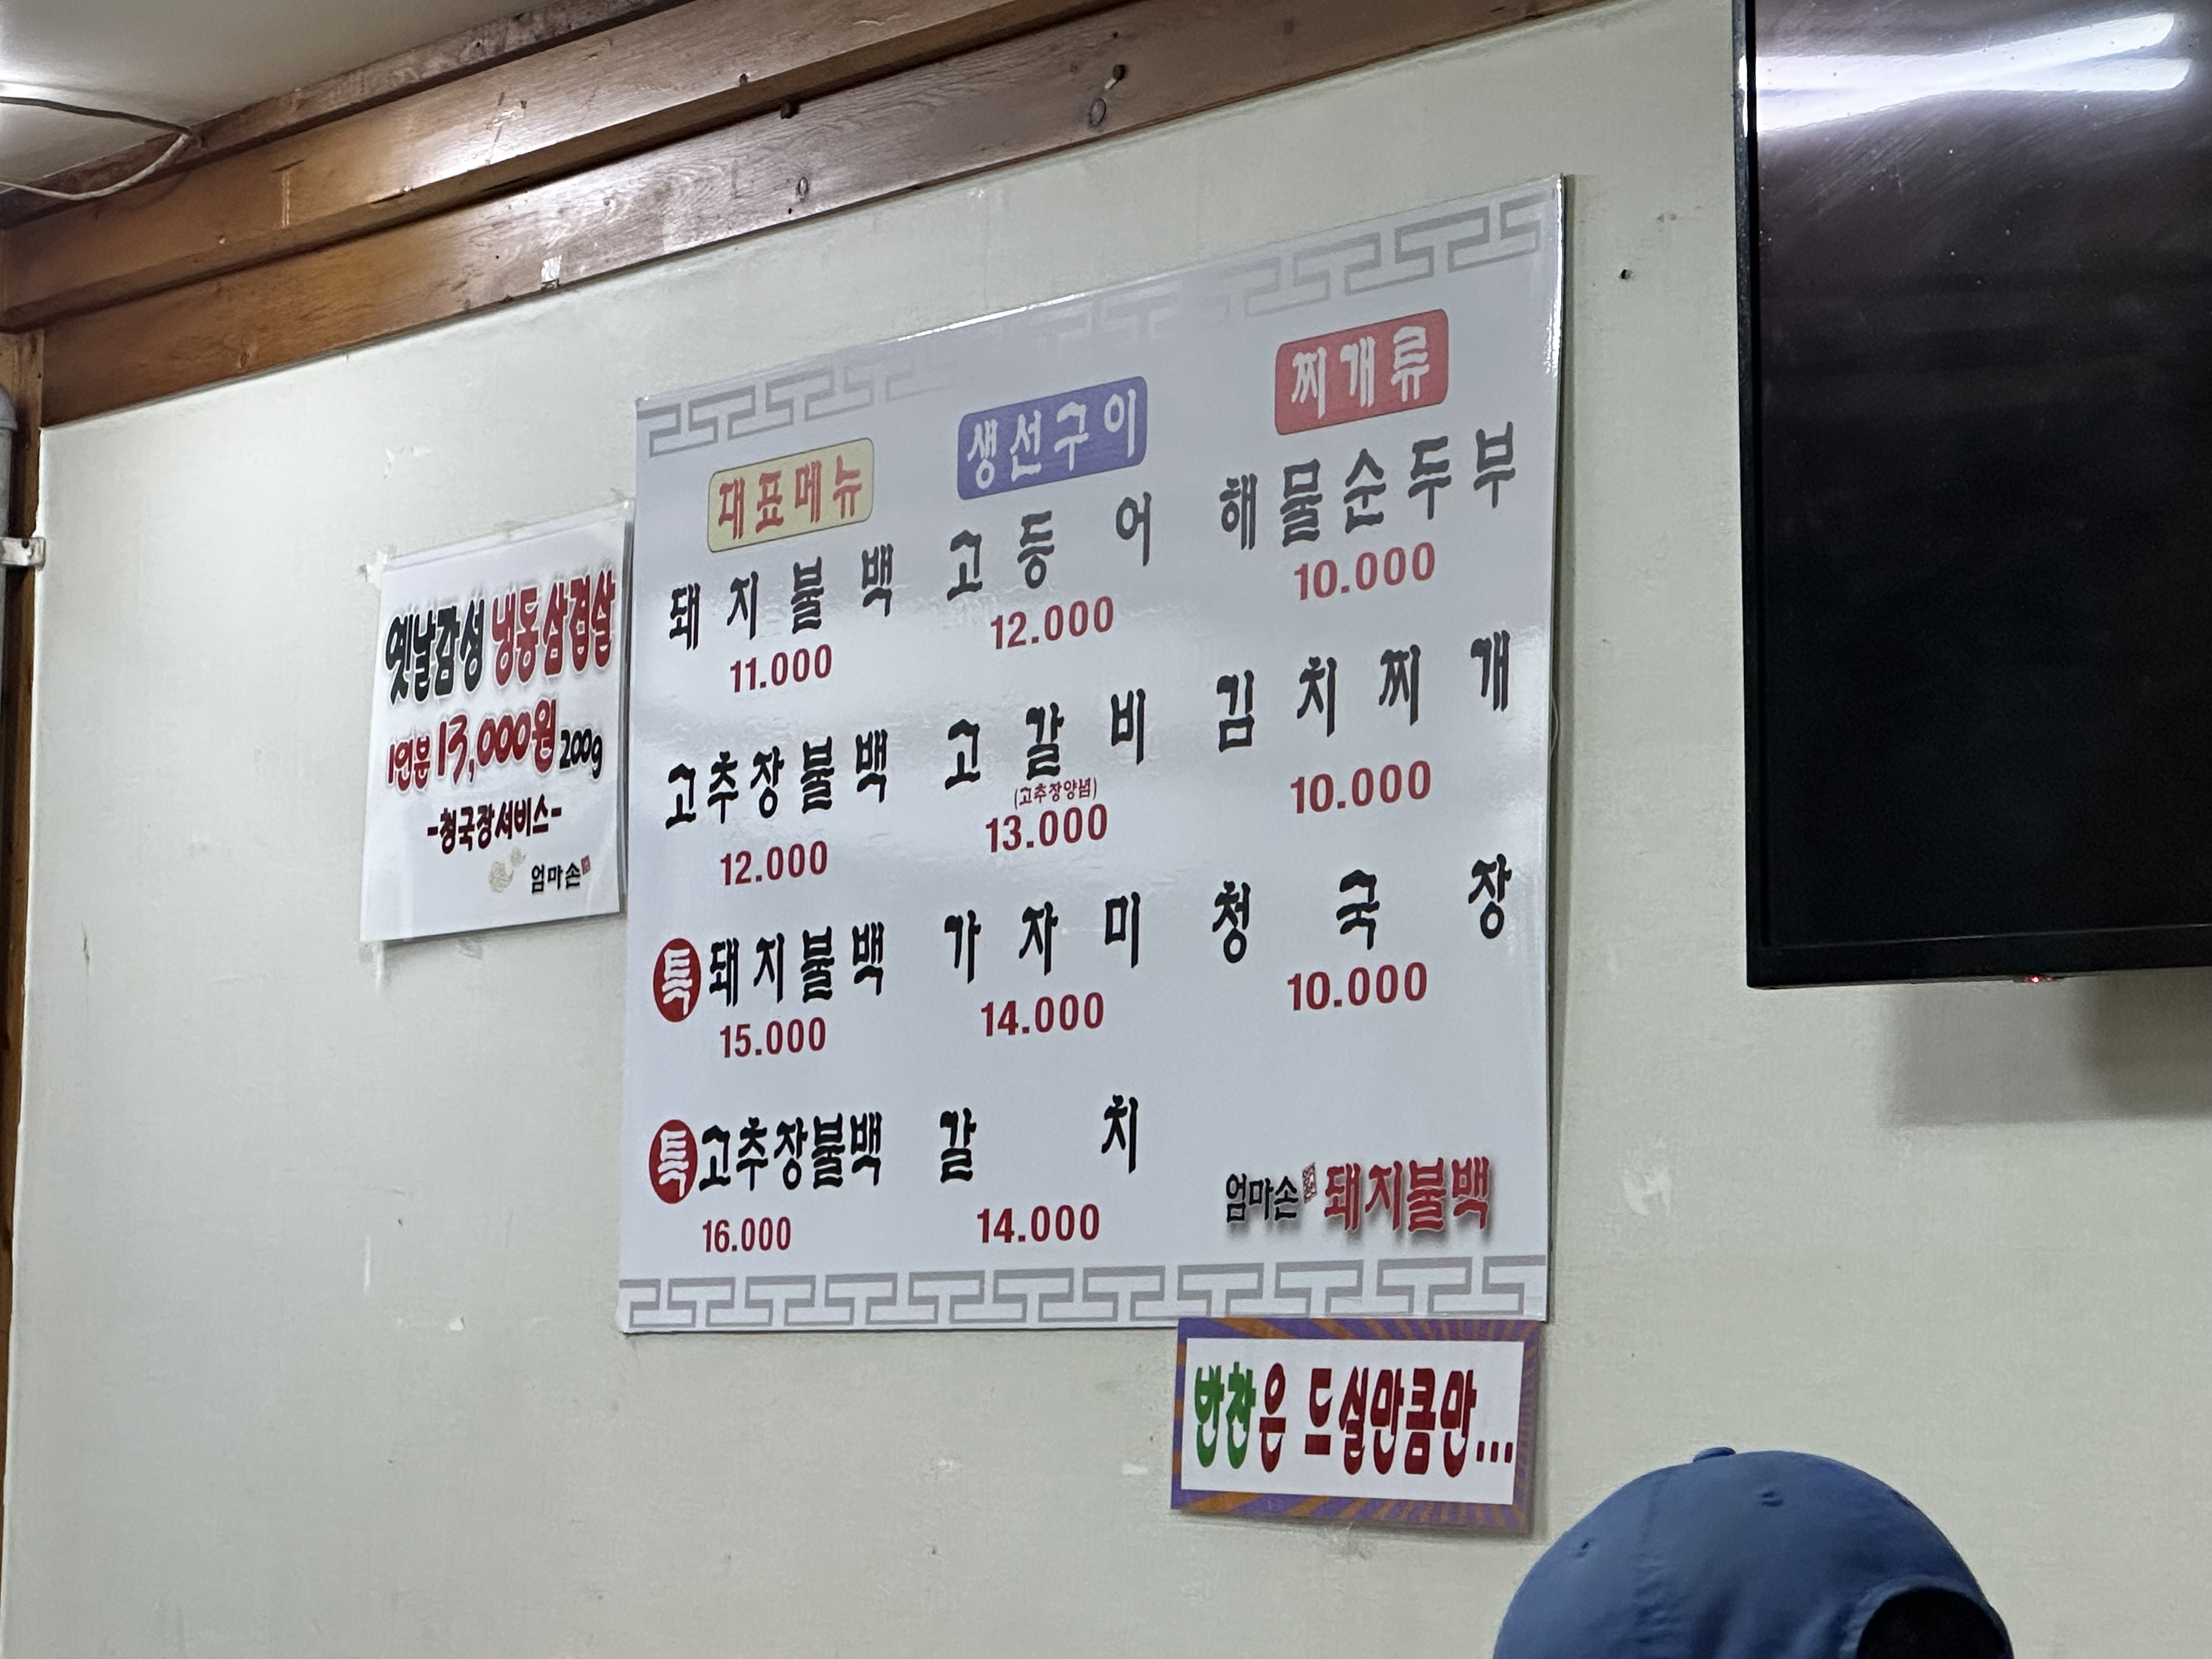 옛날감성 냉동삼겹살
1인분 13,000원 200g
-청국장서비스-
엄마손
대표메뉴
돼지불백
11.000
고추장불백
12.000
특 돼지불백
15.000
특 고추장불백
16.000
생선구이
고등어
12.000
고갈비
(고추장양념)
13.000
가자미
14.000
갈치
14.000
찌개류
해물순두부
10.000
김치찌개
10.000
청국장
10.000
엄마손 돼지불백
반찬은 드실만큼만...